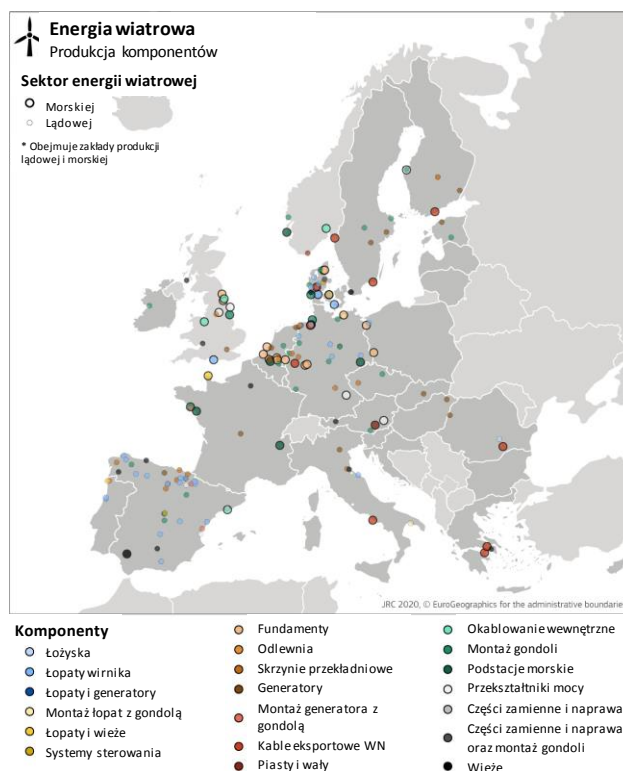 Energia wiatrowa
Produkcja komponentów
Sektor energii wiatrowej
Morskiej
Lądowej
* Obejmuje zakłady produkcji
lądowej i morskiej
JRC 2020, © EuroGeographics for the administrative boundarie
Komponenty
Łożyska
Łopaty wirnika
Łopaty i generatory
Montaż łopat z gondolą
Łopaty i wieże
Systemy sterowania
Fundamenty
Odlewnia
Skrzynie przekładniowe
Generatory
Montaż generatora z
gondolą
Kable eksportowe WN
Piasty i wały
Okablowanie wewnętrzne
Montaż gondoli
Podstacje morskie
Przekształtniki mocy
Części zamienne i naprawa
Części zamienne i naprawa
oraz montaż gondoli
Wieże